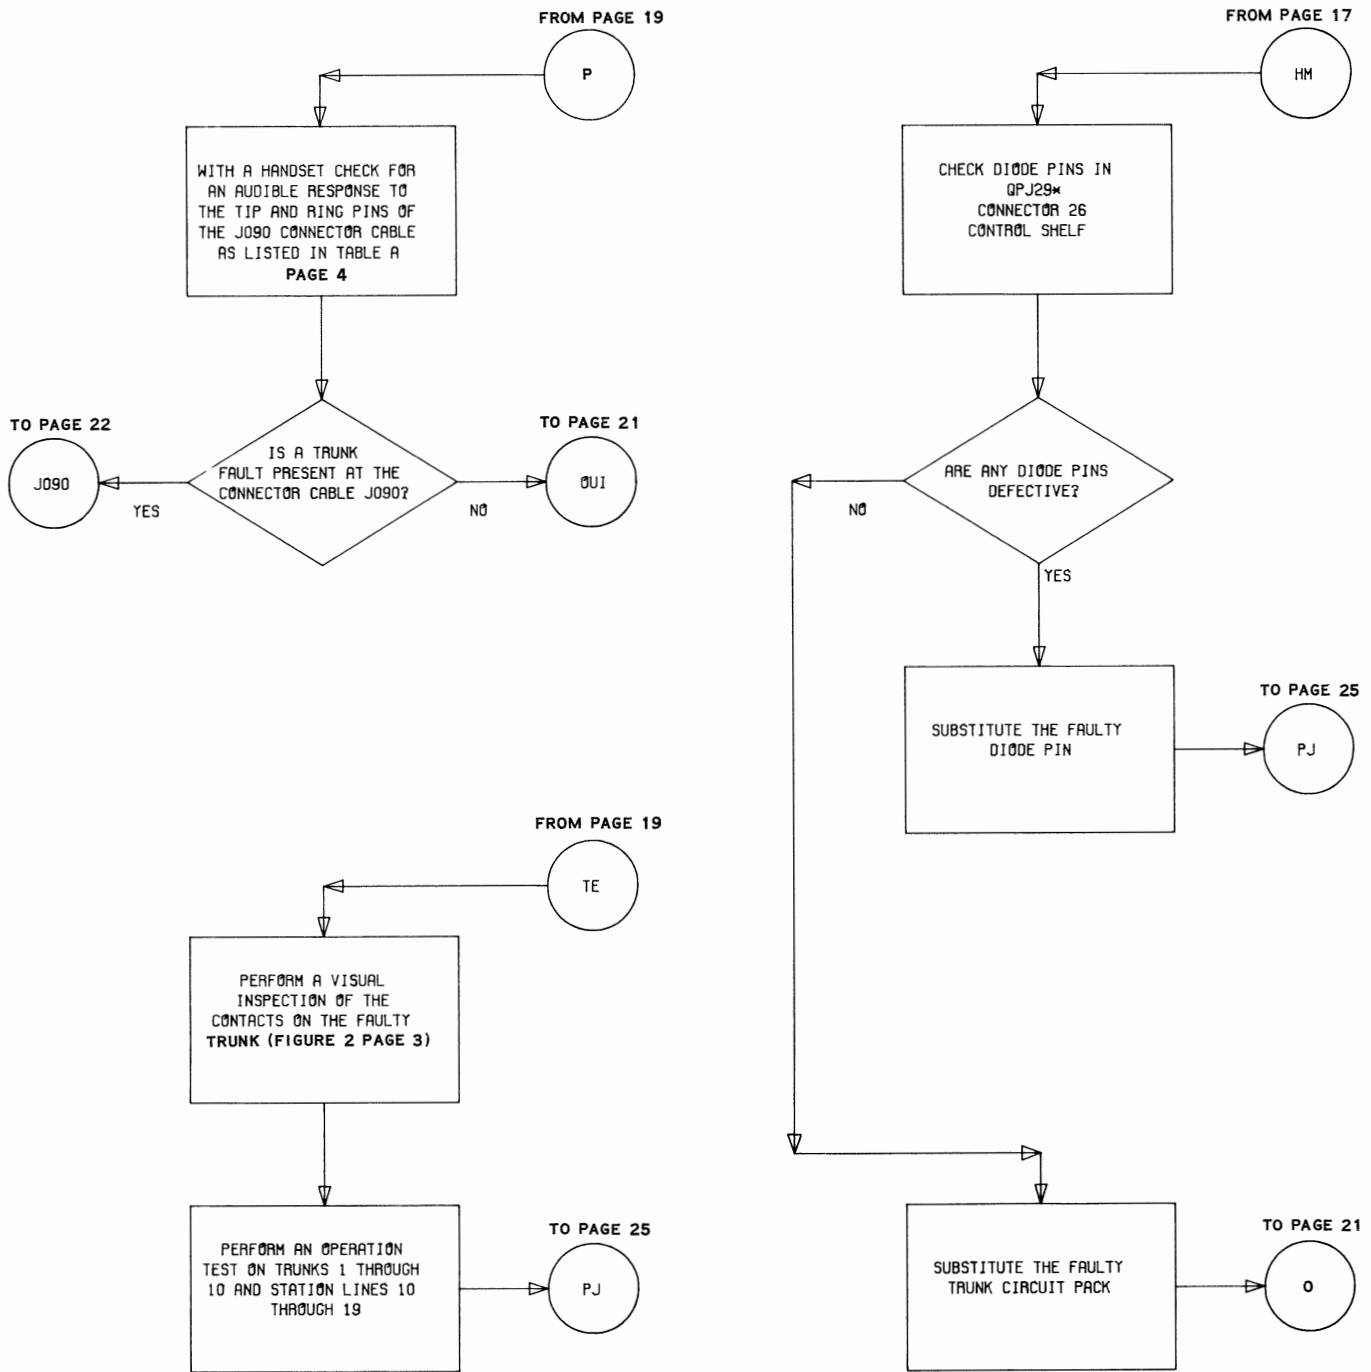 FROM PAGE 19
P
WITH A HANDSET CHECK FOR
AN AUDIBLE RESPONSE TO
THE TIP AND RING PINS OF
THE J090 CONNECTOR CABLE
AS LISTED IN TABLE A
PAGE 4
IS A TRUNK
FAULT PRESENT AT THE
CONNECTOR CABLE J090?
YES
TO PAGE 22
J090
NO
TO PAGE 21
OUI
FROM PAGE 19
TE
PERFORM A VISUAL
INSPECTION OF THE
CONTACTS ON THE FAULTY
TRUNK (FIGURE 2 PAGE 3)
PERFORM AN OPERATION
TEST ON TRUNKS 1 THROUGH
10 AND STATION LINES 10
THROUGH 19
TO PAGE 25
PJ
FROM PAGE 17
HM
CHECK DIODE PINS IN
QPJ29*
CONNECTOR 26
CONTROL SHELF
ARE ANY DIODE PINS
DEFECTIVE?
NO
YES
SUBSTITUTE THE FAULTY
DIODE PIN
TO PAGE 25
PJ
SUBSTITUTE THE FAULTY
TRUNK CIRCUIT PACK
TO PAGE 21
O